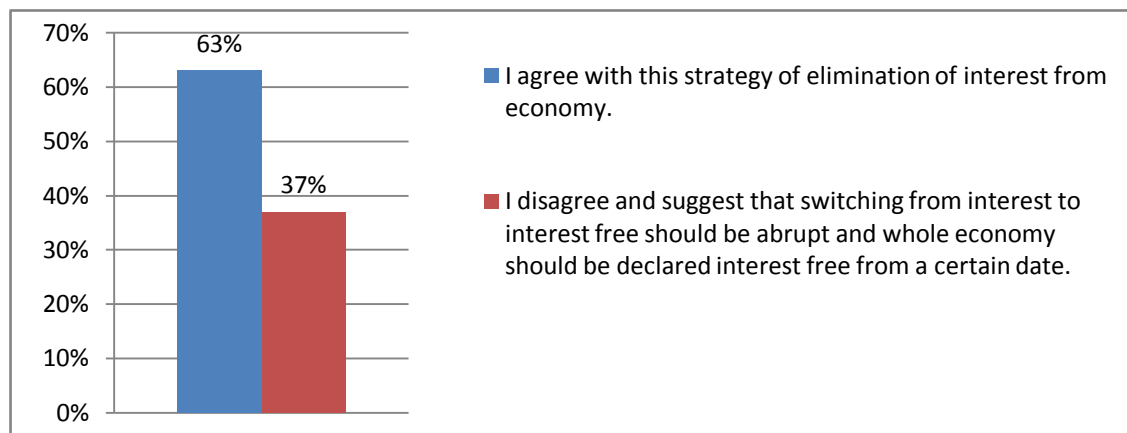 70%
60%
50%
40%
30%
20%
10%
0%
63%
37%
I agree with this strategy of elimination of interest from
economy.
I disagree and suggest that switching from interest to
interest free should be abrupt and whole economy
should be declared interest free from a certain date.